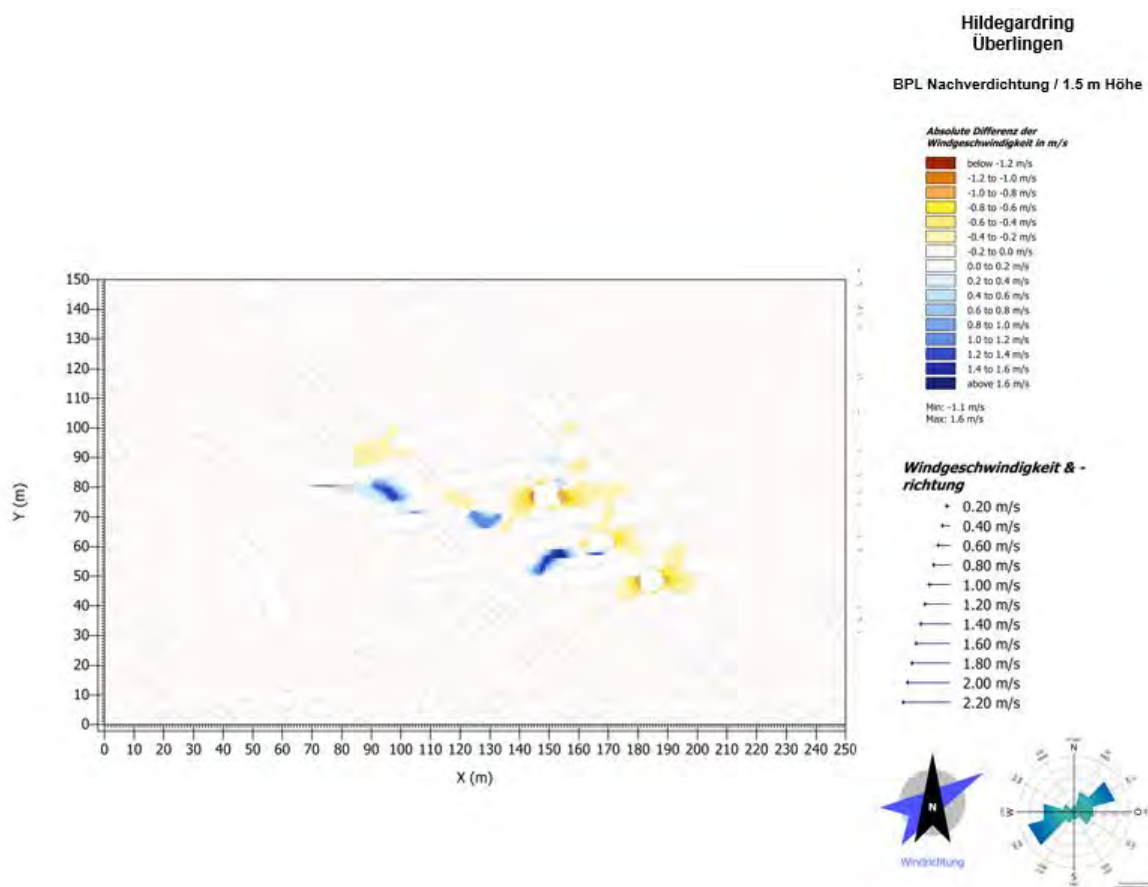 Hildegardring
Überlingen
BPL Nachverdichtung / 1.5 m Höhe
Absolute Differenz der
Windgeschwindigkeit in m/s
below -1.2 m/s
-1.2 to -1.0 m/s
-1.0 to -0.8 m/s
-0.8 to -0.6 m/s
-0.6 to -0.4 m/s
-0.4 to -0.2 m/s
-0.2 to 0.0 m/s
0.0 to 0.2 m/s
0.2 to 0.4 m/s
0.4 to 0.6 m/s
0.6 to 0.8 m/s
0.8 to 1.0 m/s
1.0 to 1.2 m/s
1.2 to 1.4 m/s
1.4 to 1.6 m/s
above 1.6 m/s
Min: -1.1 m/s
Max: 1.6 m/s
Windgeschwindigkeit & -
richtung
0.20 m/s
0.40 m/s
0.60 m/s
0.80 m/s
1.00 m/s
1.20 m/s
1.40 m/s
1.60 m/s
1.80 m/s
2.00 m/s
2.20 m/s
150
140
130
120
110
100
90
80
70
60
50
40
30
20
10
0
Y (m)
0 10 20 30 40 50 60 70 80 90 100 110 120 130 140 150 160 170 180 190 200 210 220 230 240 250
X (m)
N
Windrichtung
N
W
O
S